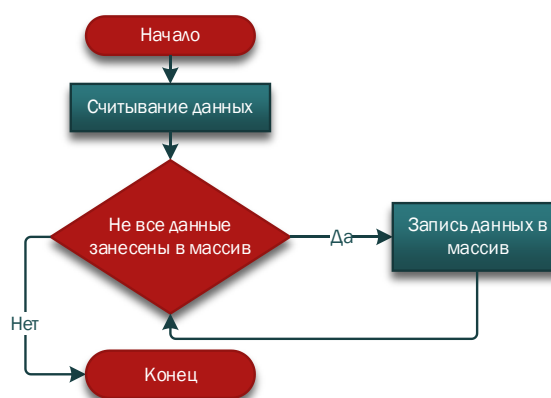 Начало
Считывание данных
Не все данные
занесены в массив
Да
Запись данных в
массив
Нет
Конец